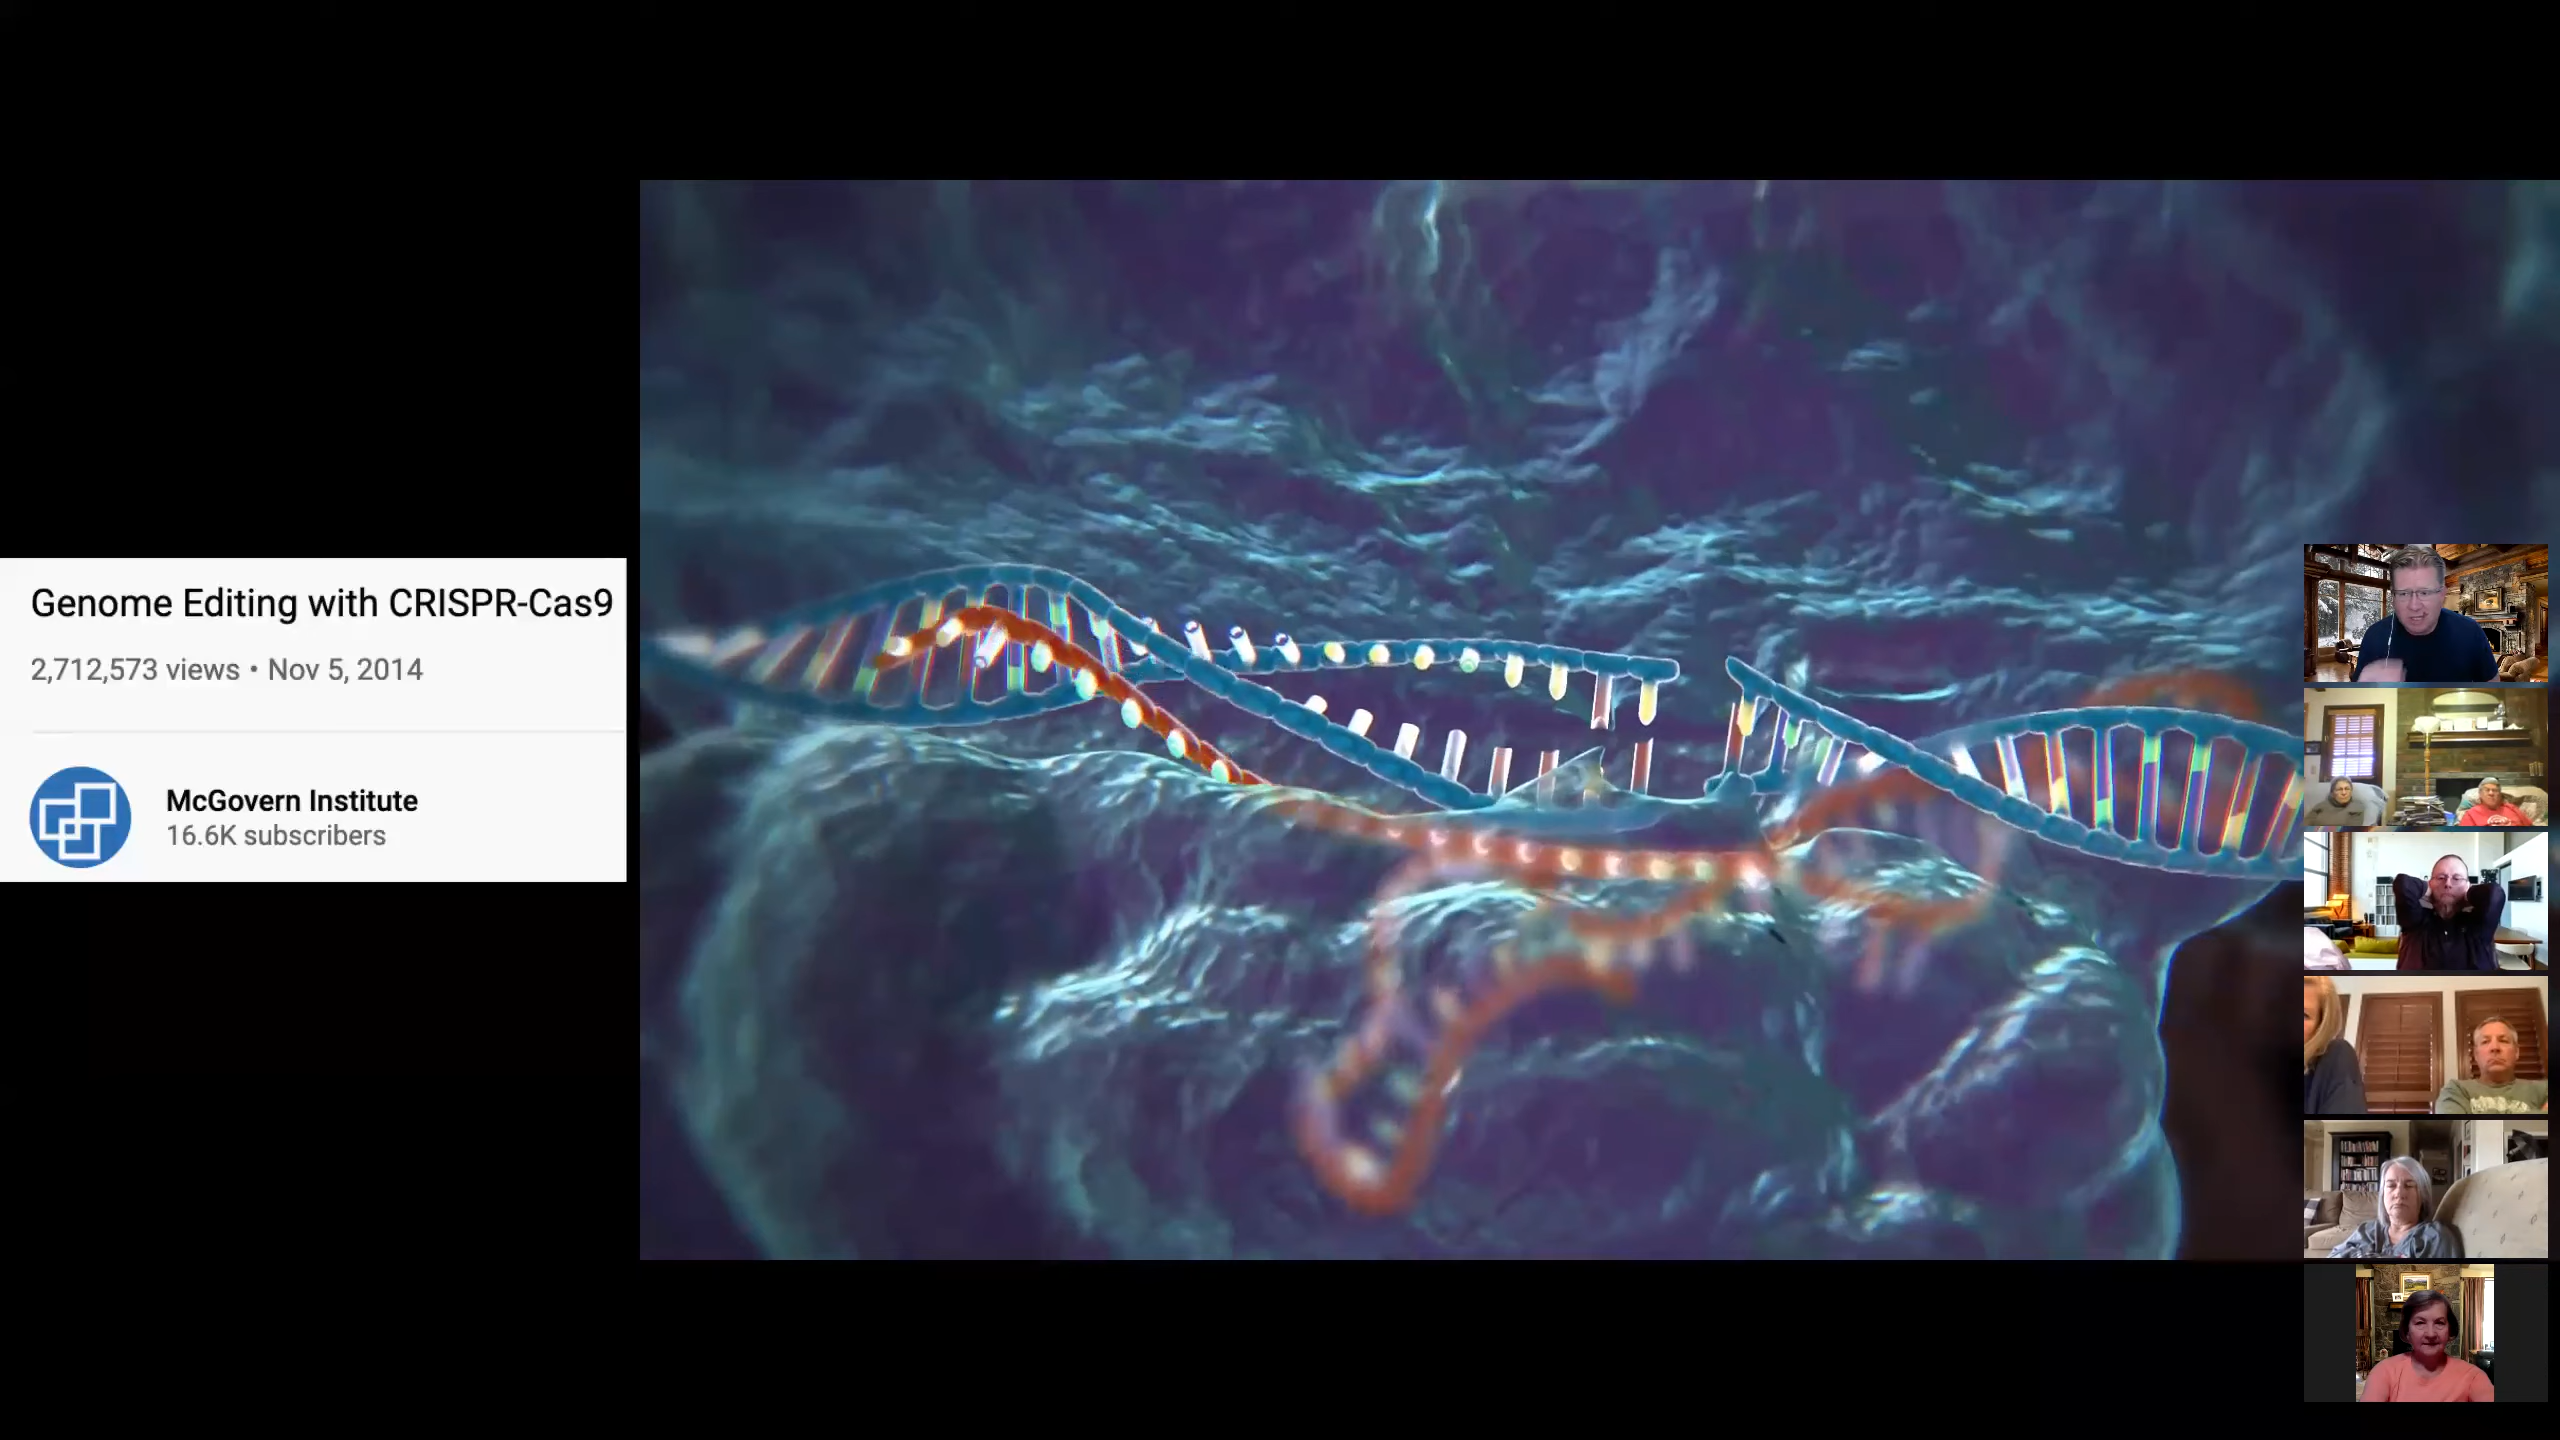 Genome Editing with CRISPR-Cas9
2,712,573 views • Nov 5, 2014
McGovern Institute
16.6K subscribers